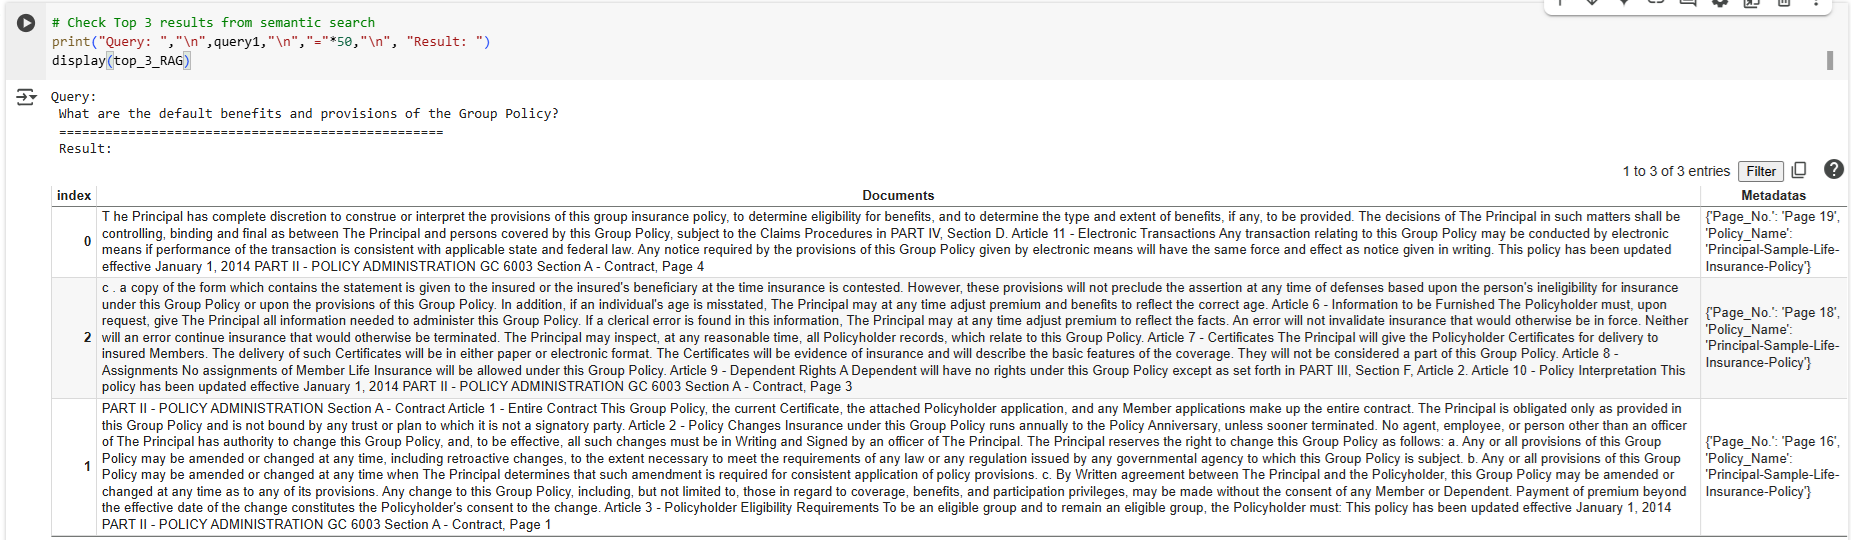 # Check Top 3 results from semantic search
print("Query: ","\n",query1,"\n","="*50,"\n", "Result: ")
display(top_3_RAG)
Query:
What are the default benefits and provisions of the Group Policy?
==================================================
Result:
1 to 3 of 3 entries Filter
index Documents Metadatas
0
T he Principal has complete discretion to construe or interpret the provisions of this group insurance policy, to determine eligibility for benefits, and to determine the type and extent of benefits, if any, to be provided. The decisions of The Principal in such matters shall be
controlling, binding and final as between The Principal and persons covered by this Group Policy, subject to the Claims Procedures in PART IV, Section D. Article 11 - Electronic Transactions Any transaction relating to this Group Policy may be conducted by electronic
means if performance of the transaction is consistent with applicable state and federal law. Any notice required by the provisions of this Group Policy given by electronic means will have the same force and effect as notice given in writing. This policy has been updated
effective January 1, 2014 PART II - POLICY ADMINISTRATION GC 6003 Section A - Contract, Page 4
{'Page_No.': 'Page 19',
'Policy_Name':
'Principal-Sample-Life-
Insurance-Policy'}
2
c . a copy of the form which contains the statement is given to the insured or the insured's beneficiary at the time insurance is contested. However, these provisions will not preclude the assertion at any time of defenses based upon the person's ineligibility for insurance
under this Group Policy or upon the provisions of this Group Policy. In addition, if an individual's age is misstated, The Principal may at any time adjust premium and benefits to reflect the correct age. Article 6 - Information to be Furnished The Policyholder must, upon
request, give The Principal all information needed to administer this Group Policy. If a clerical error is found in this information, The Principal may at any time adjust premium to reflect the facts. An error will not invalidate insurance that would otherwise be in force. Neither
will an error continue insurance that would otherwise be terminated. The Principal may inspect, at any reasonable time, all Policyholder records, which relate to this Group Policy. Article 7 - Certificates The Principal will give the Policyholder Certificates for delivery to
insured Members. The delivery of such Certificates will be in either paper or electronic format. The Certificates will be evidence of insurance and will describe the basic features of the coverage. They will not be considered a part of this Group Policy. Article 8 -
Assignments No assignments of Member Life Insurance will be allowed under this Group Policy. Article 9 - Dependent Rights A Dependent will have no rights under this Group Policy except as set forth in PART III, Section F, Article 2. Article 10 - Policy Interpretation This
policy has been updated effective January 1, 2014 PART II - POLICY ADMINISTRATION GC 6003 Section A - Contract, Page 3
{'Page_No.': 'Page 18',
'Policy_Name':
'Principal-Sample-Life-
Insurance-Policy'}
1
PART II - POLICY ADMINISTRATION Section A - Contract Article 1 - Entire Contract This Group Policy, the current Certificate, the attached Policyholder application, and any Member applications make up the entire contract. The Principal is obligated only as provided in
this Group Policy and is not bound by any trust or plan to which it is not a signatory party. Article 2 - Policy Changes Insurance under this Group Policy runs annually to the Policy Anniversary, unless sooner terminated. No agent, employee, or person other than an officer
of The Principal has authority to change this Group Policy, and, to be effective, all such changes must be in Writing and Signed by an officer of The Principal. The Principal reserves the right to change this Group Policy as follows: a. Any or all provisions of this Group
Policy may be amended or changed at any time, including retroactive changes, to the extent necessary to meet the requirements of any law or any regulation issued by any governmental agency to which this Group Policy is subject. b. Any or all provisions of this Group
Policy may be amended or changed at any time when The Principal determines that such amendment is required for consistent application of policy provisions. c. By Written agreement between The Principal and the Policyholder, this Group Policy may be amended or
changed at any time as to any of its provisions. Any change to this Group Policy, including, but not limited to, those in regard to coverage, benefits, and participation privileges, may be made without the consent of any Member or Dependent. Payment of premium beyond
the effective date of the change constitutes the Policyholder's consent to the change. Article 3 - Policyholder Eligibility Requirements To be an eligible group and to remain an eligible group, the Policyholder must: This policy has been updated effective January 1, 2014
PART II - POLICY ADMINISTRATION GC 6003 Section A - Contract, Page 1
{'Page_No.': 'Page 16',
'Policy_Name':
'Principal-Sample-Life-
Insurance-Policy'}